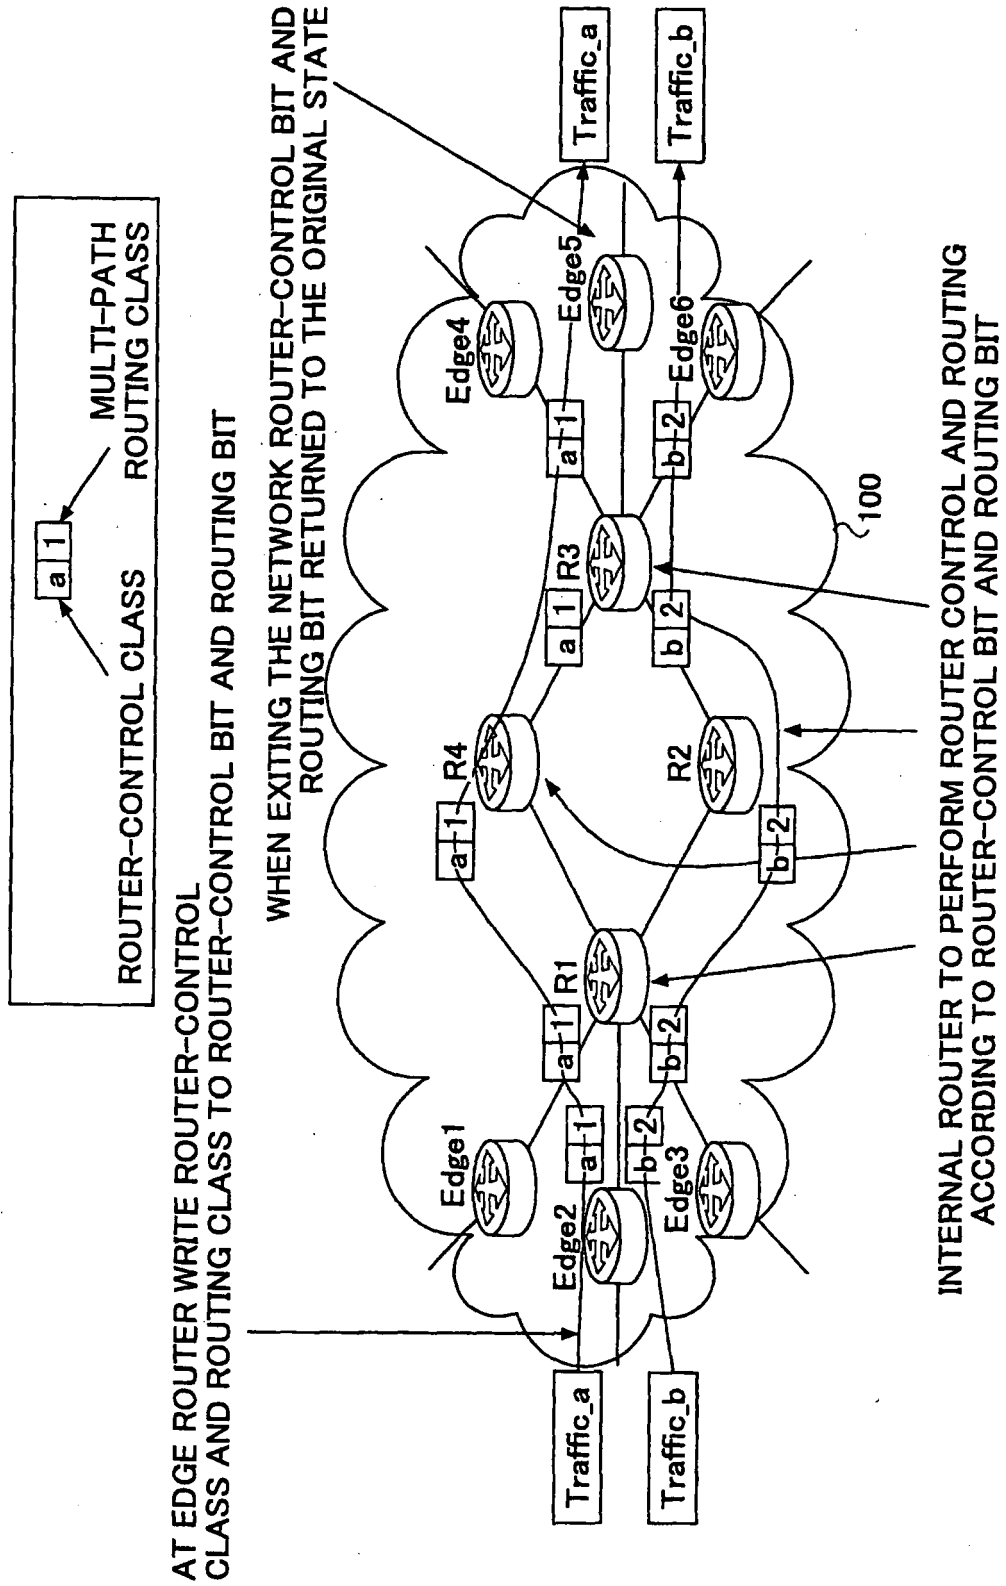 a 1
ROUTER-CONTROL CLASS
MULTI-PATH
ROUTING CLASS
AT EDGE ROUTER WRITE ROUTER-CONTROL
CLASS AND ROUTING CLASS TO ROUTER-CONTROL BIT AND ROUTING BIT
WHEN EXITING THE NETWORK ROUTER-CONTROL BIT AND
ROUTING BIT RETURNED TO THE ORIGINAL STATE
Traffic_a
Traffic_b
Edge1
Edge2
Edge3
a 1
b 2
a 1
b 2
R1
a 1
R4
R2
b 2
a 1
b 2
R3
a 1
b 2
Edge4
Edge5
Edge6
Traffic_a
Traffic_b
100
INTERNAL ROUTER TO PERFORM ROUTER CONTROL AND ROUTING
ACCORDING TO ROUTER-CONTROL BIT AND ROUTING BIT